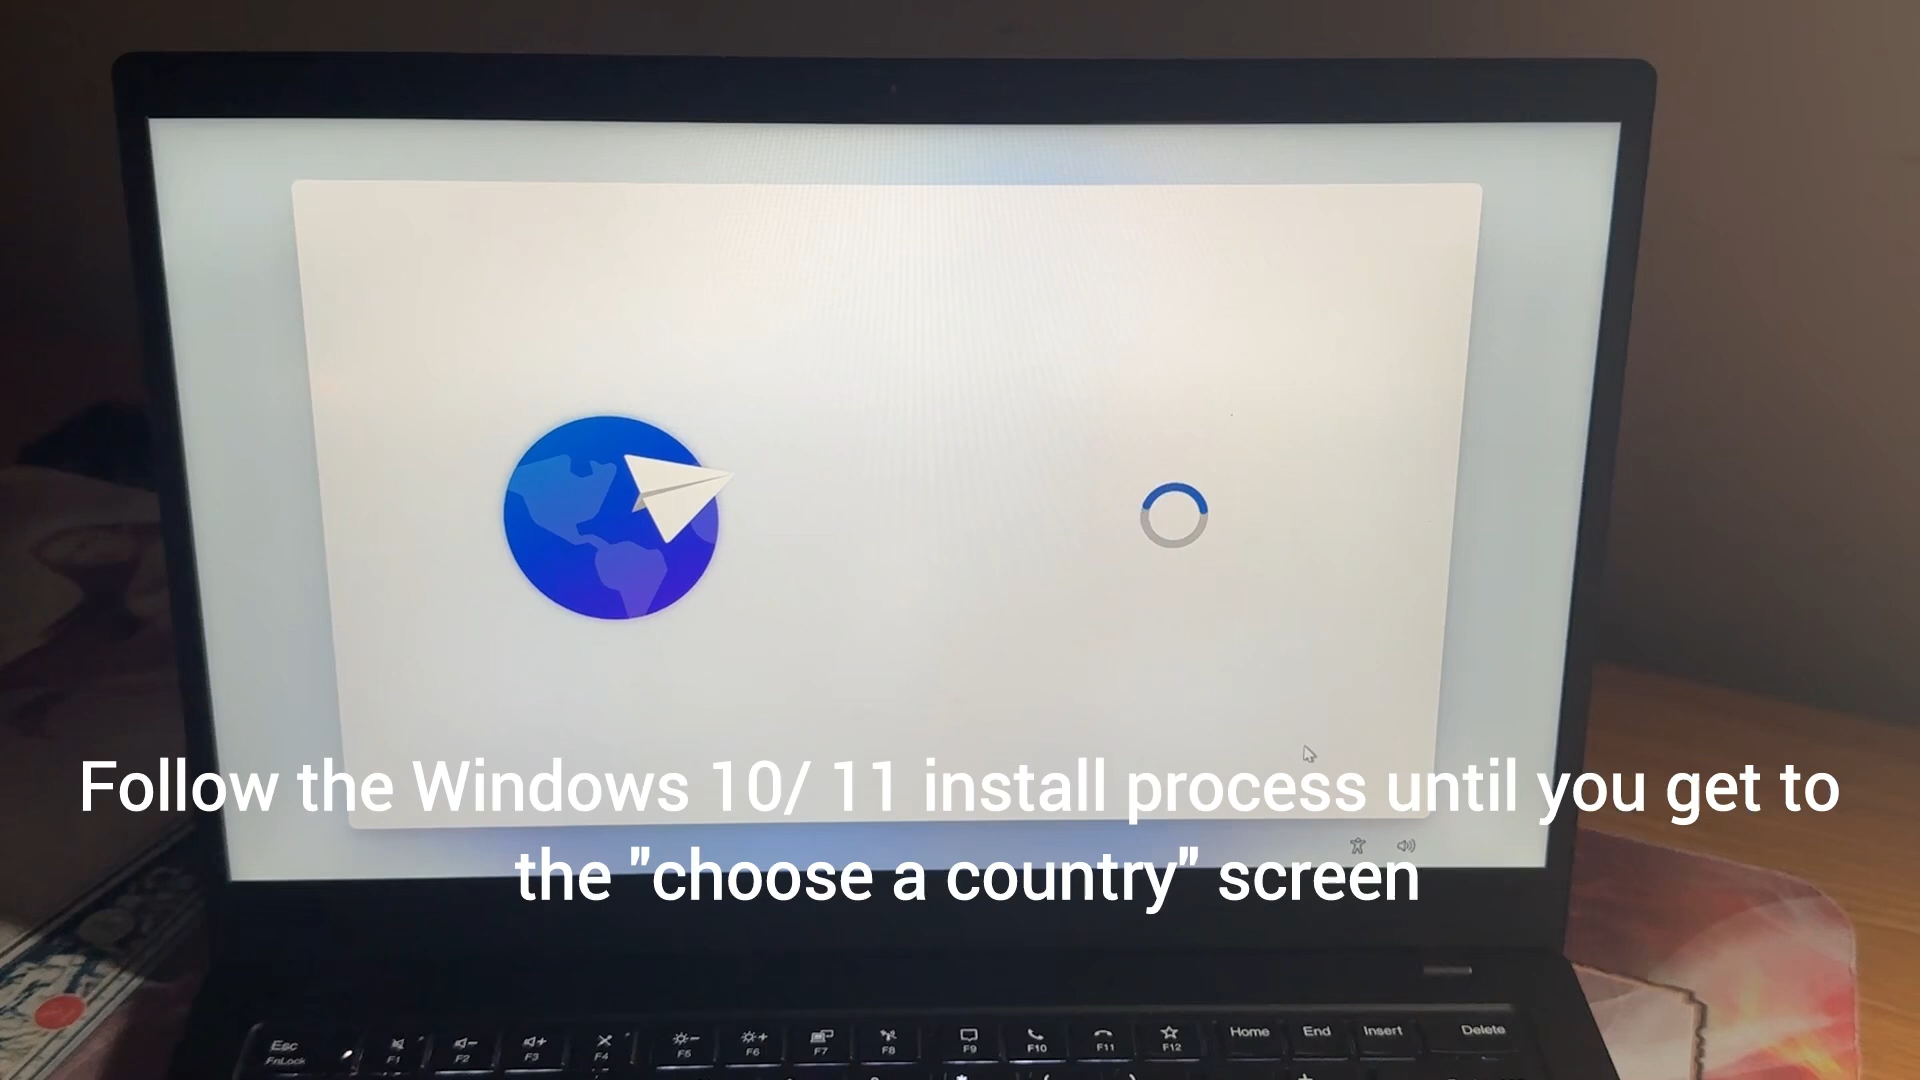 Follow the Windows 10/ 11 install process until you get to
the "choose a country" screen
Esc
FnLock
F1
F2
F3
F4
F5
F6
F7
F8
F9
F10
F11
F12
Home
End
Insert
Delete